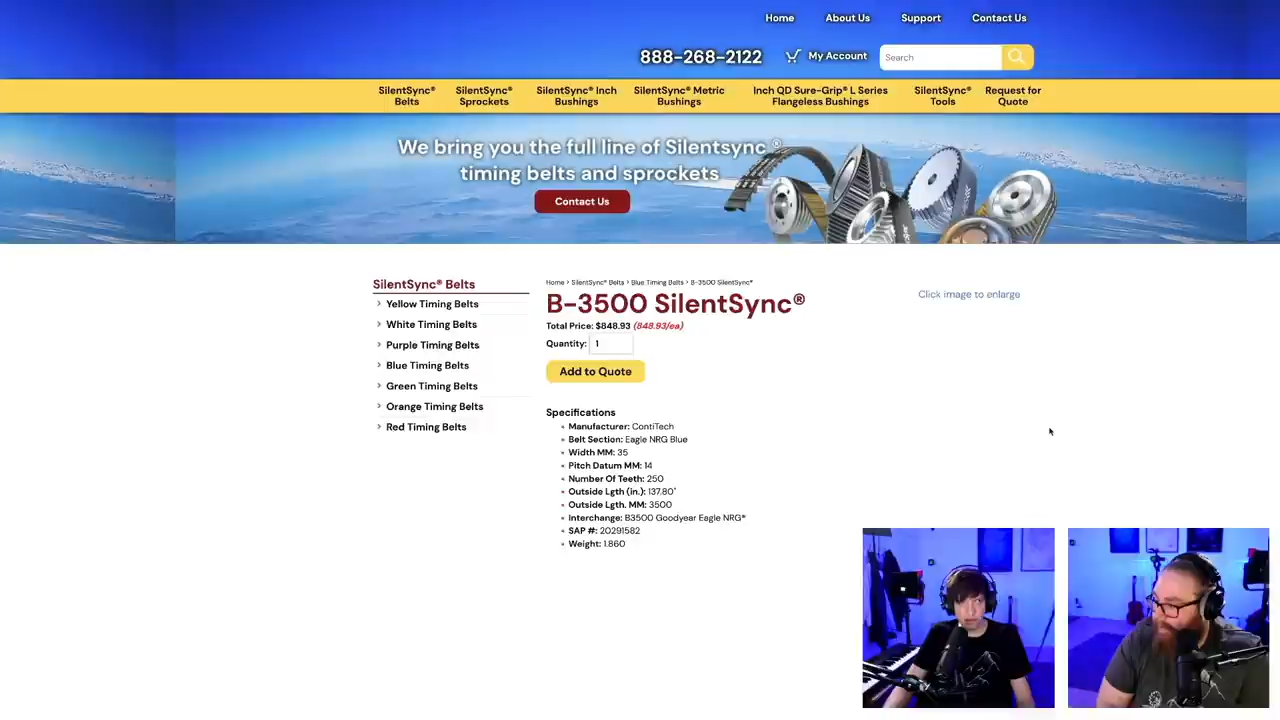 Home About Us Support Contact Us
888-268-2122 My Account Search
SilentSync® Belts
SilentSync® Sprockets
SilentSync® Inch Bushings
SilentSync® Metric Bushings
Inch QD Sure-Grip® L Series Flangeless Bushings
SilentSync® Tools
Request for Quote
We bring you the full line of Silentsync®
timing belts and sprockets
Contact Us
SilentSync® Belts
Yellow Timing Belts
White Timing Belts
Purple Timing Belts
Blue Timing Belts
Green Timing Belts
Orange Timing Belts
Red Timing Belts
Home > SilentSync® Belts > Blue Timing Belts > B-3500 SilentSync®
B-3500 SilentSync®
Total Price: $848.93 (848.93/ea)
Quantity: 1
Add to Quote
Specifications
Manufacturer: ContiTech
Belt Section: Eagle NRG Blue
Width MM: 35
Pitch Datum MM: 14
Number Of Teeth: 250
Outside Lgth (in.): 137.80"
Outside Lgth. MM: 3500
Interchange: B3500 Goodyear Eagle NRG®
SAP #: 20291582
Weight: 1.860
Click image to enlarge